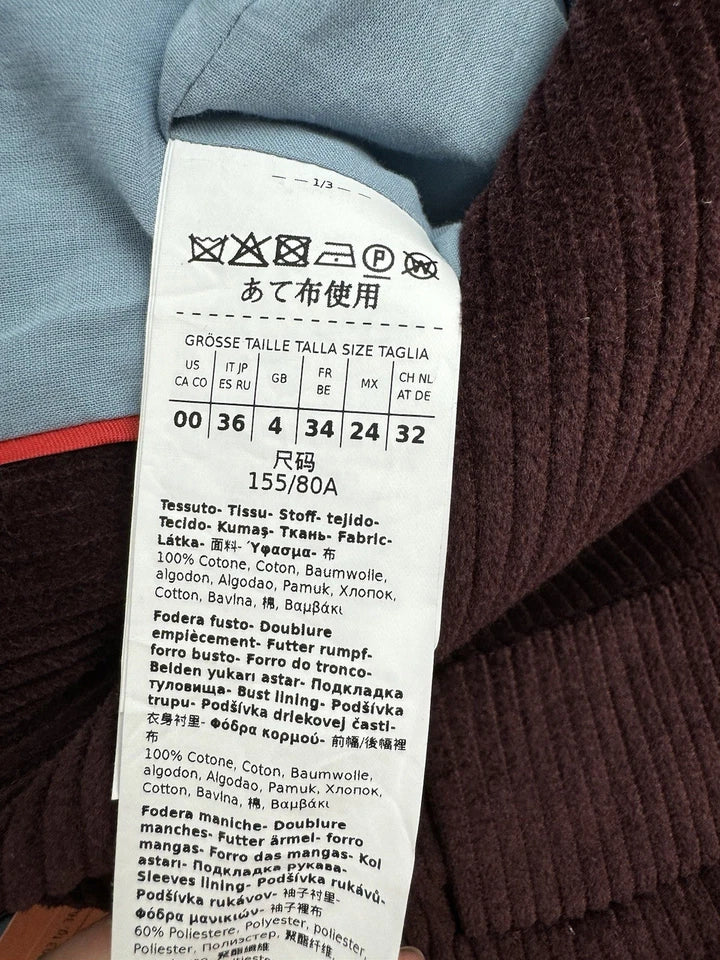 1/3
あて布使用
GRÖSSE TAILLE TALLA SIZE TAGLIA
US CA CO | IT JP ES RU | GB | FR BE | MX | CH NL AT DE
00 | 36 | 4 | 34 | 24 | 32
尺码
155/80A
Tessuto- Tissu- Stoff- tejido-
Tecido- Kumaş- Ткань- Fabric-
Látka- 面料- Ύφασμα- 布
100% Cotone, Coton, Baumwolle,
algodon, Algodao, Pamuk, Хлопок,
Cotton, Bavlna, 棉, Βαμβάκι
Fodera fusto- Doublure
empiècement- Futter rumpf-
forro busto- Forro do tronco-
Belden yukarı astar- Подкладка
туловища- Bust lining- Podšívka
trupu- Podšívka driekovej časti-
衣身衬里- Φόδρα κορμού- 前幅/後幅裡
布
100% Cotone, Coton, Baumwolle,
algodon, Algodao, Pamuk, Хлопок,
Cotton, Bavlna, 棉, Βαμβάκι
Fodera maniche- Doublure
manches- Futter ärmel- forro
mangas- Forro das mangas- Kol
astarı- Подкладка рукава-
Sleeves lining- Podšívka rukávů-
Podšívka rukávov- 袖子衬里-
Φόδρα μανικιών- 袖子裡布
60% Poliestere, Polyester, poliester,
Poliester, Полиэстер, 聚酯纤维,
聚酯纖維